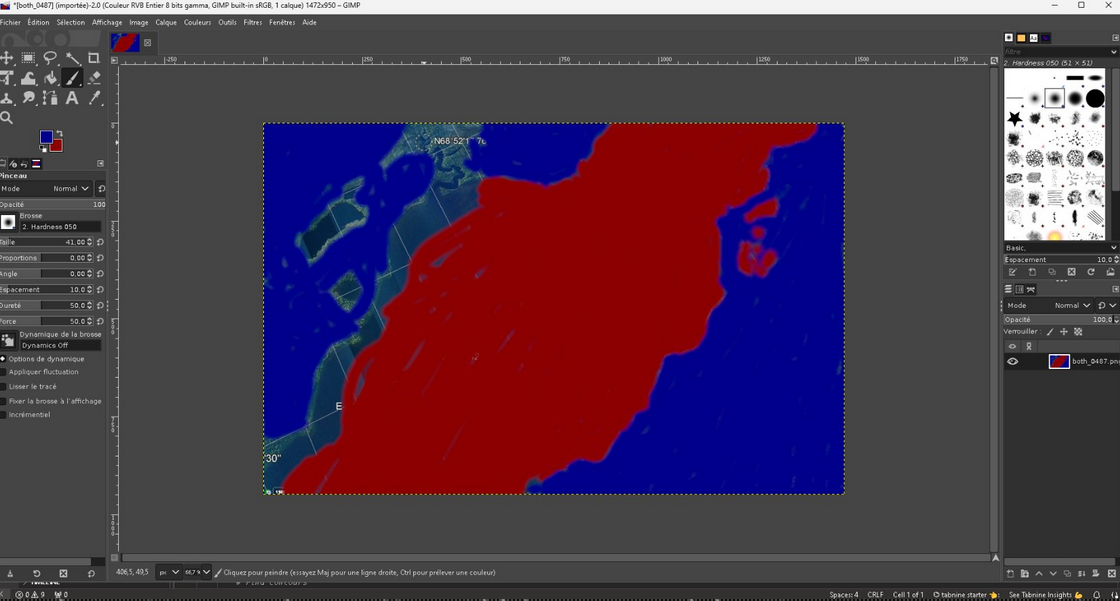 *[both_0487] (importée)-2.0 (Couleur RVB Entier 8 bits gamma, GIMP built-in sRGB, 1 calque) 1472x950 – GIMP
Fichier Édition Sélection Affichage Image Calque Couleurs Outils Filtres Fenêtres Aide
-250 0 250 500 750 1000 1250 1500 1750
filtre
2. Hardness 050 (51 × 51)
Pinceau
Mode Normal
Opacité 100
Brosse
2. Hardness 050
Taille 41,00
Proportions 0,00
Angle 0,00
Espacement 10,0
Dureté 50,0
Force 50,0
Dynamique de la brosse
Dynamics Off
Options de dynamique
Appliquer fluctuation
Lisser le tracé
Fixer la brosse à l'affichage
Incrémentiel
N68°52'1"
E
30"
Basic,
Espacement 10,0
Mode Normal
Opacité 100,0
Verrouiller :
both_0487.png
406,5, 49,5 px 66,7 % Cliquez pour peindre (essayez Maj pour une ligne droite, Ctrl pour prélever une couleur)
0 9 0 Spaces: 4 CRLF Cell 1 of 1 tabnine starter See Tabnine Insights